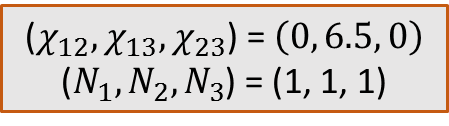 (χ₁₂, χ₁₃, χ₂₃) = (0, 6.5, 0)
(N₁, N₂, N₃) = (1, 1, 1)